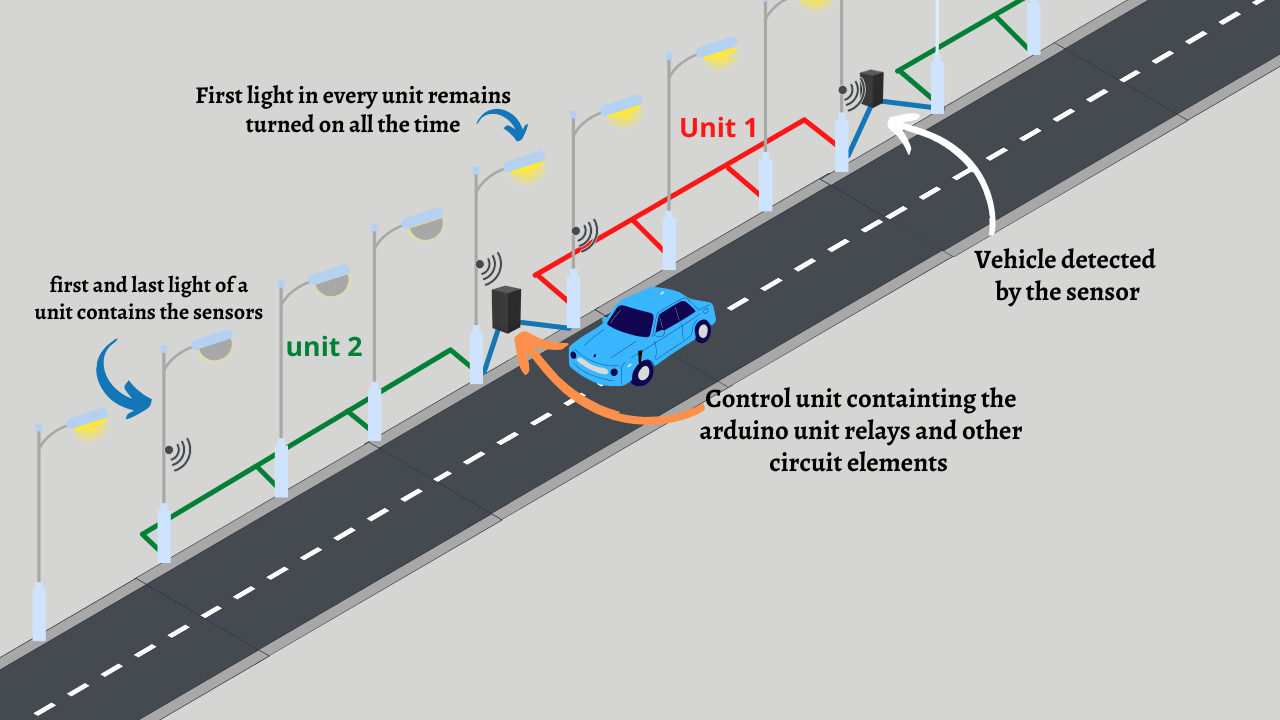 First light in every unit remains
turned on all the time
Unit 1
first and last light of a
unit contains the sensors
unit 2
Vehicle detected
by the sensor
Control unit containting the
arduino unit relays and other
circuit elements